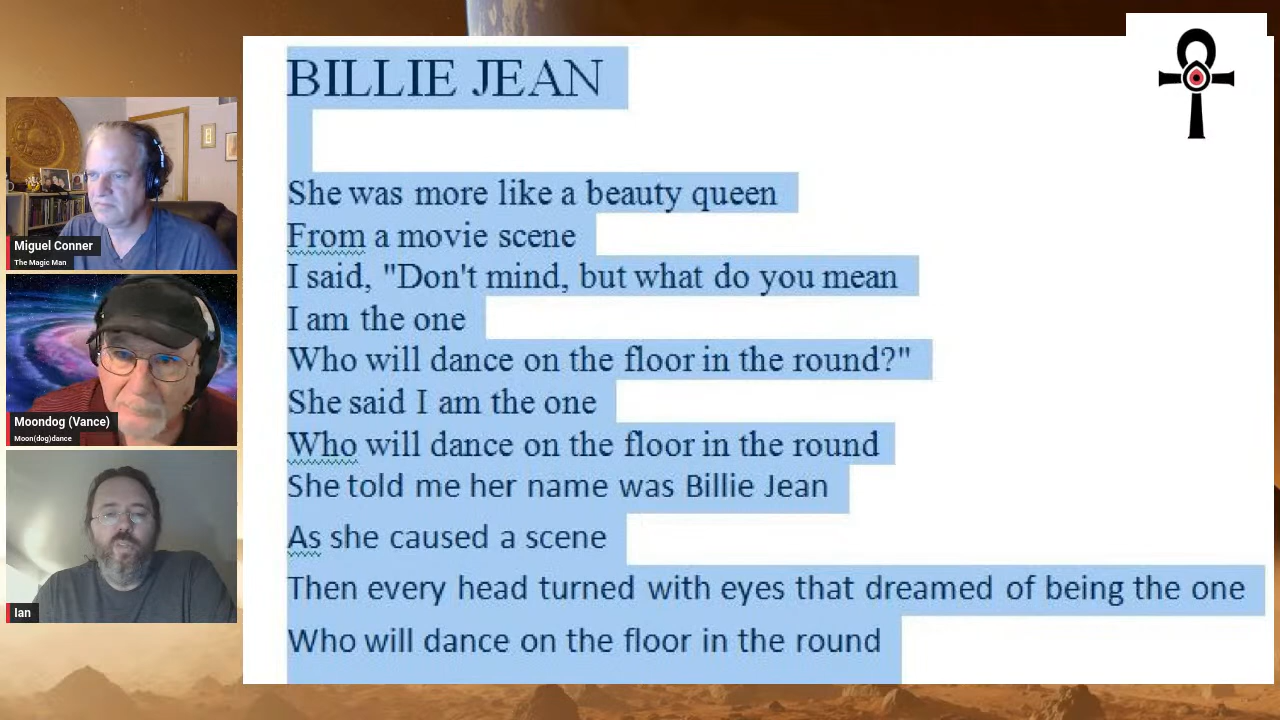 BILLIE JEAN
She was more like a beauty queen
From a movie scene
I said, "Don't mind, but what do you mean
I am the one
Who will dance on the floor in the round?"
She said I am the one
Who will dance on the floor in the round
She told me her name was Billie Jean
As she caused a scene
Then every head turned with eyes that dreamed of being the one
Who will dance on the floor in the round
Miguel Conner
The Magic Man
Moondog (Vance)
Moon(dog)dance
Ian